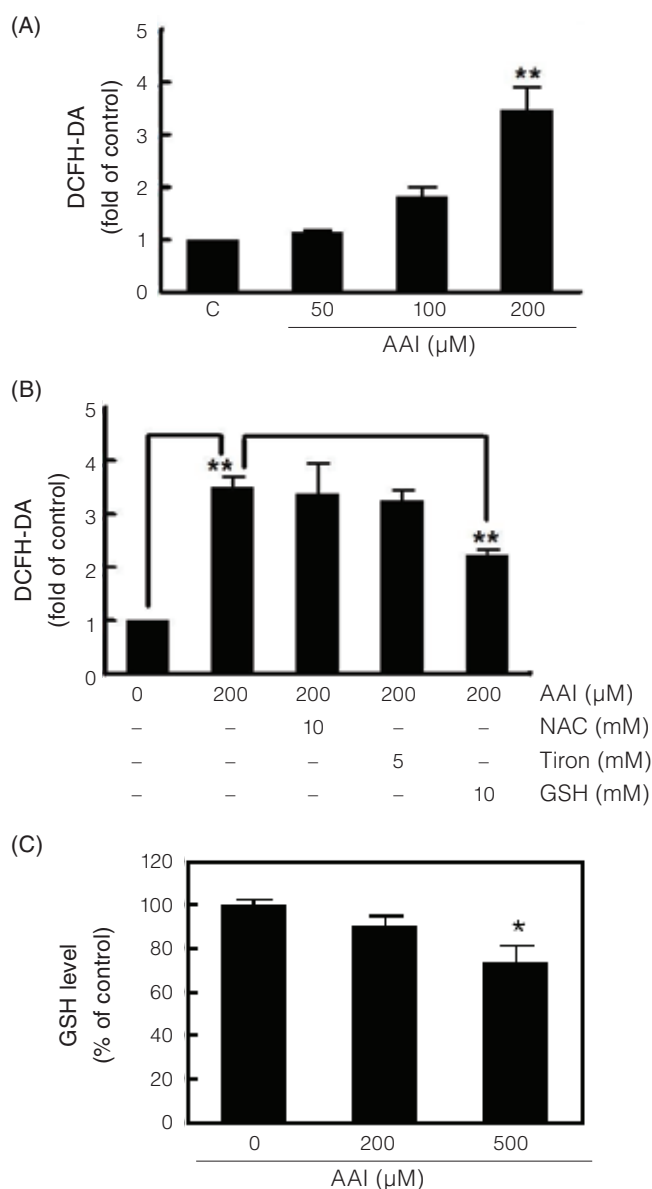 (A)
5
4
3
2
1
0
DCFH-DA
(fold of control)
**
C 50 100 200
AAI (µM)
(B)
5
4
3
2
1
0
DCFH-DA
(fold of control)
**
**
0 200 200 200 200 AAI (µM)
– – 10 – – NAC (mM)
– – – 5 – Tiron (mM)
– – – – 10 GSH (mM)
(C)
120
100
80
60
40
20
0
GSH level
(% of control)
*
0 200 500
AAI (µM)